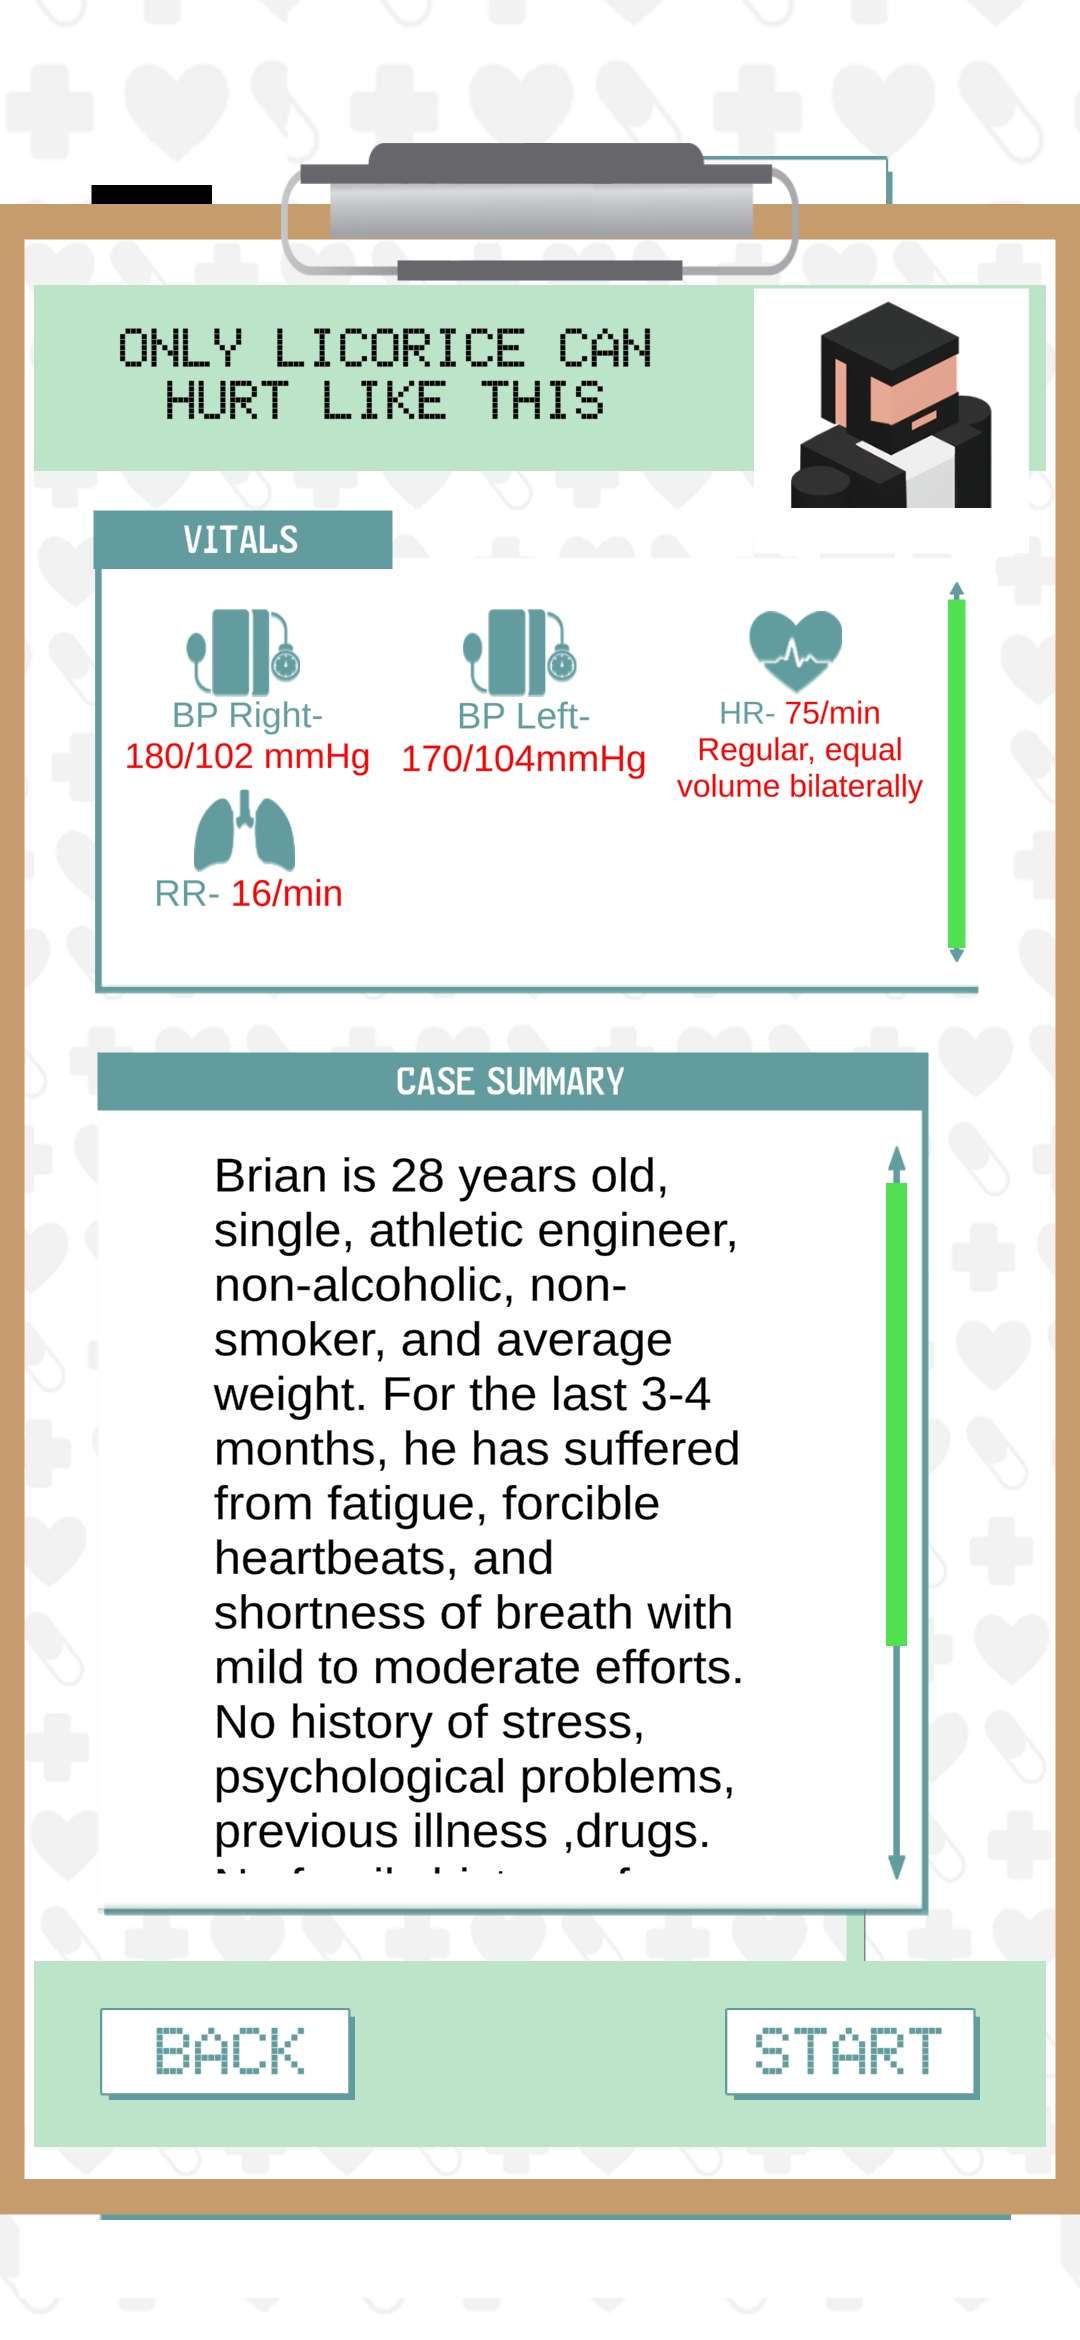 ONLY LICORICE CAN
HURT LIKE THIS
VITALS
BP Right-
180/102 mmHg
BP Left-
170/104mmHg
HR- 75/min
Regular, equal
volume bilaterally
RR- 16/min
CASE SUMMARY
Brian is 28 years old,
single, athletic engineer,
non-alcoholic, non-
smoker, and average
weight. For the last 3-4
months, he has suffered
from fatigue, forcible
heartbeats, and
shortness of breath with
mild to moderate efforts.
No history of stress,
psychological problems,
previous illness ,drugs.
BACK
START